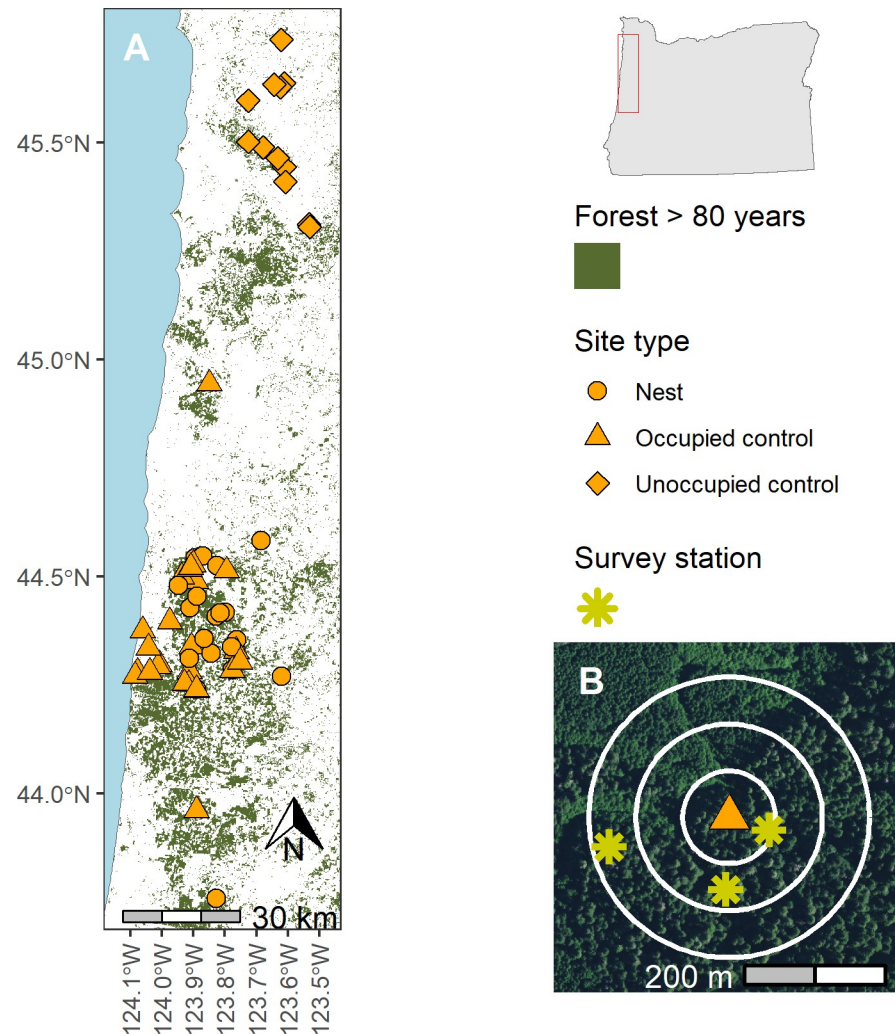 A
45.5°N
45.0°N
44.5°N
44.0°N
N
30 km
124.1°W
124.0°W
123.9°W
123.8°W
123.7°W
123.6°W
123.5°W
Forest > 80 years
Site type
Nest
Occupied control
Unoccupied control
Survey station
B
200 m